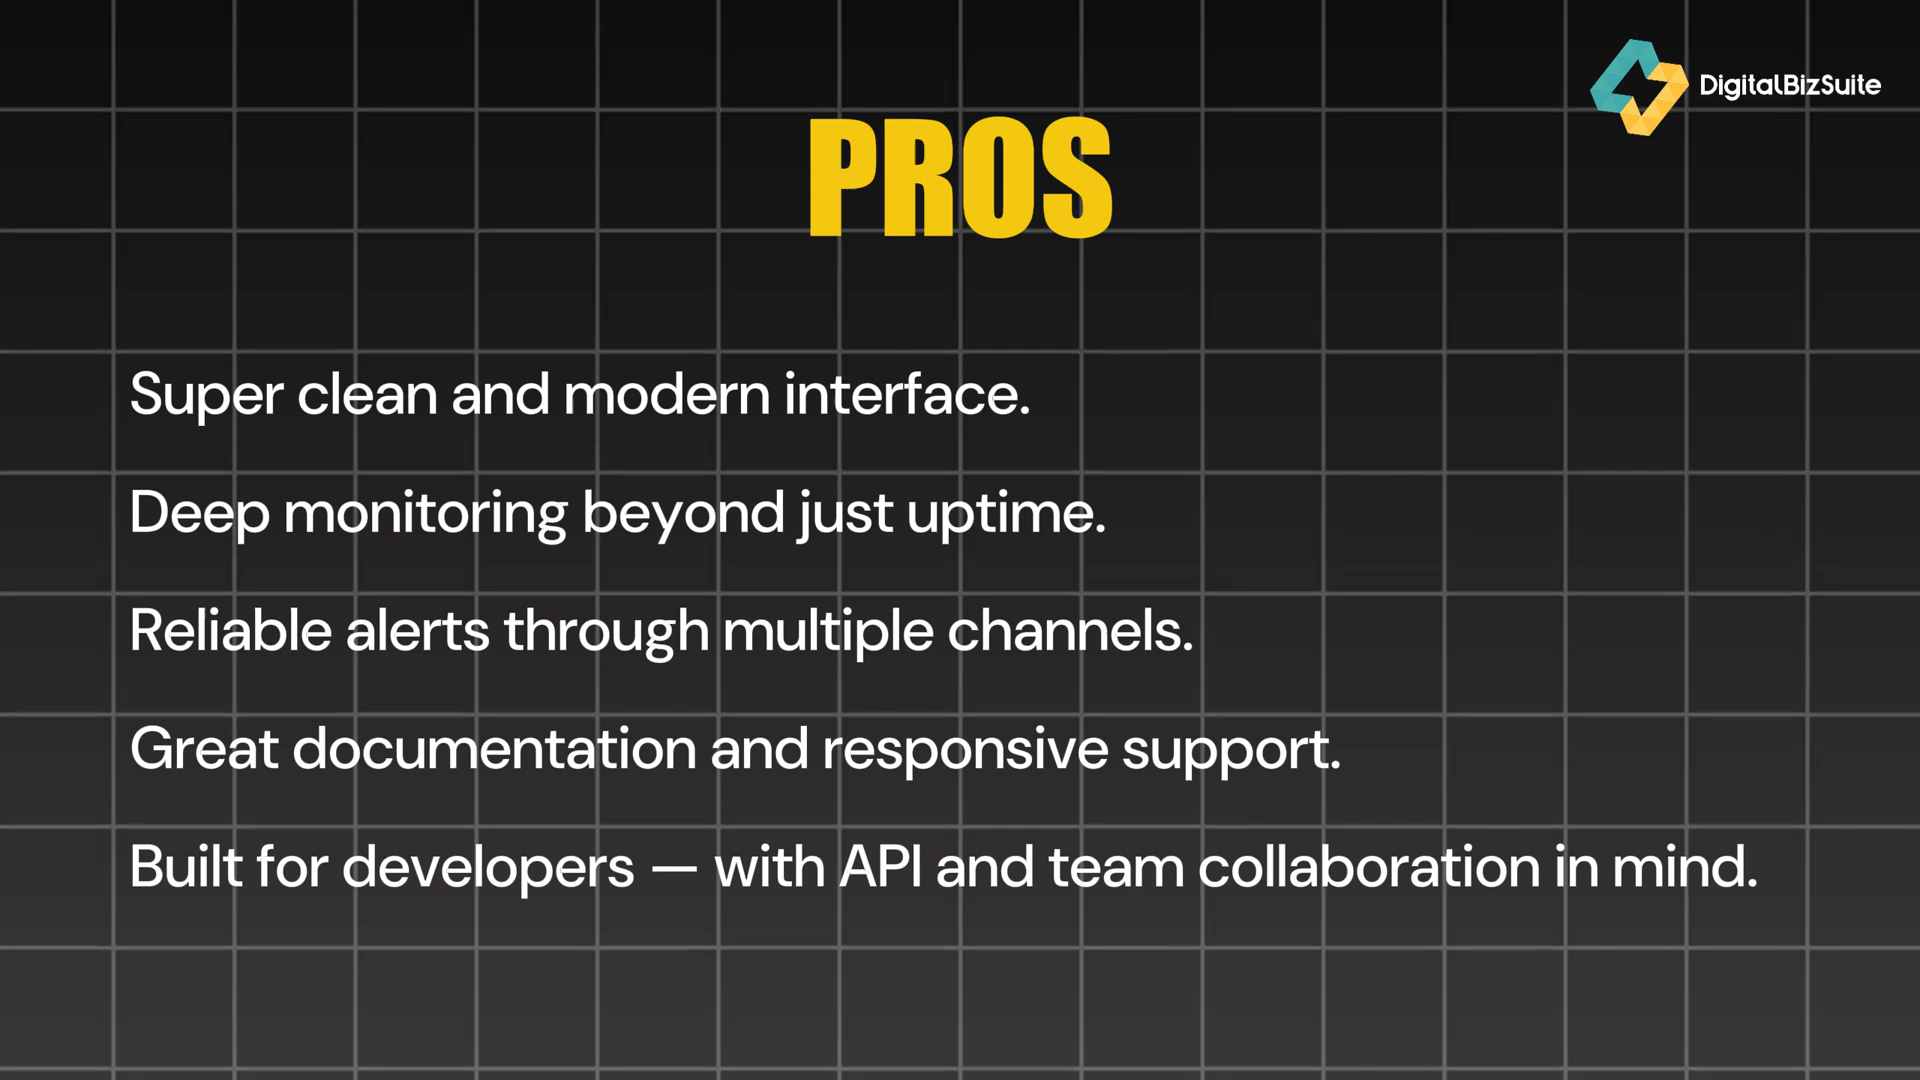 DigitalBizSuite
PROS
Super clean and modern interface.
Deep monitoring beyond just uptime.
Reliable alerts through multiple channels.
Great documentation and responsive support.
Built for developers — with API and team collaboration in mind.